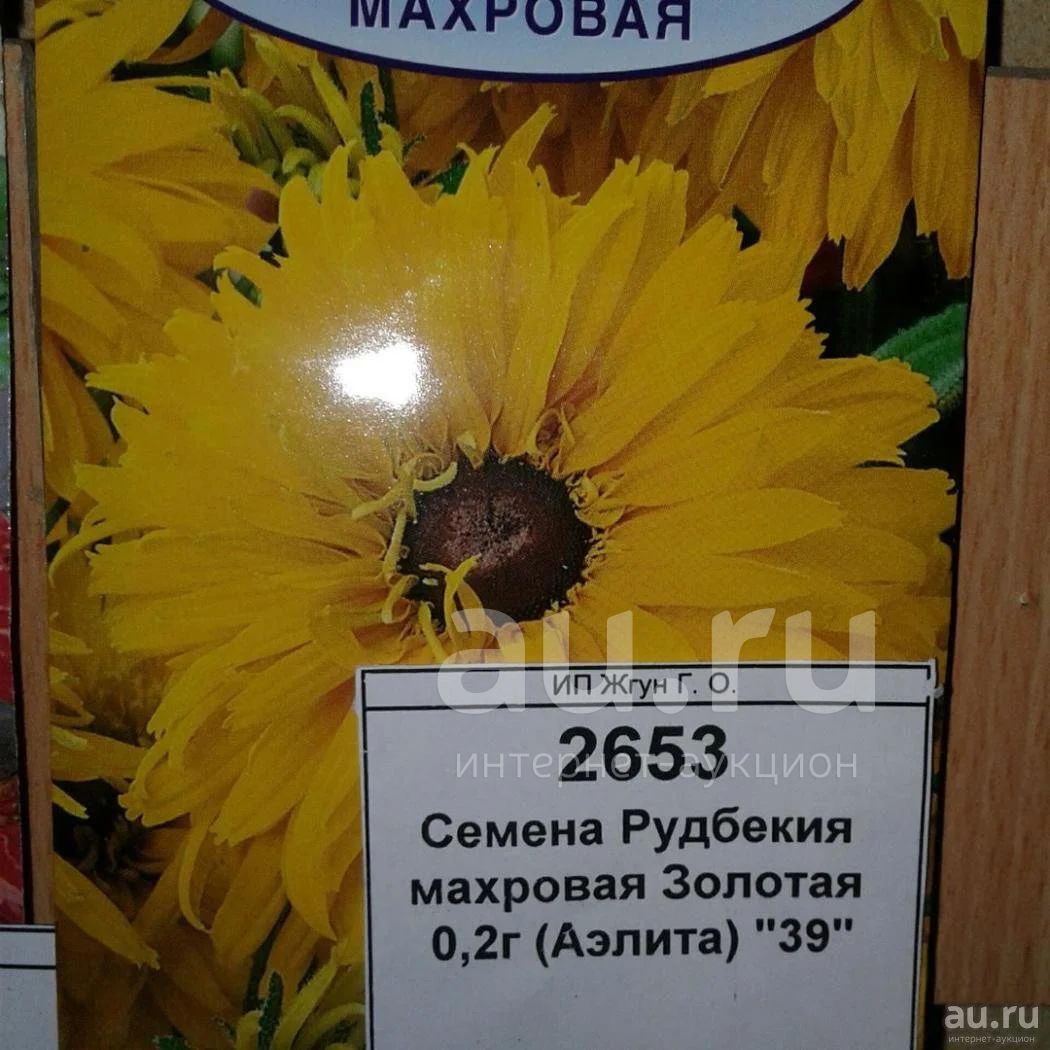 МАХРОВАЯ
au.ru
ИП Жгун Г. О.
2653
интернет-аукцион
Семена Рудбекия
махровая Золотая
0,2г (Аэлита) "39"
au.ru
интернет-аукцион